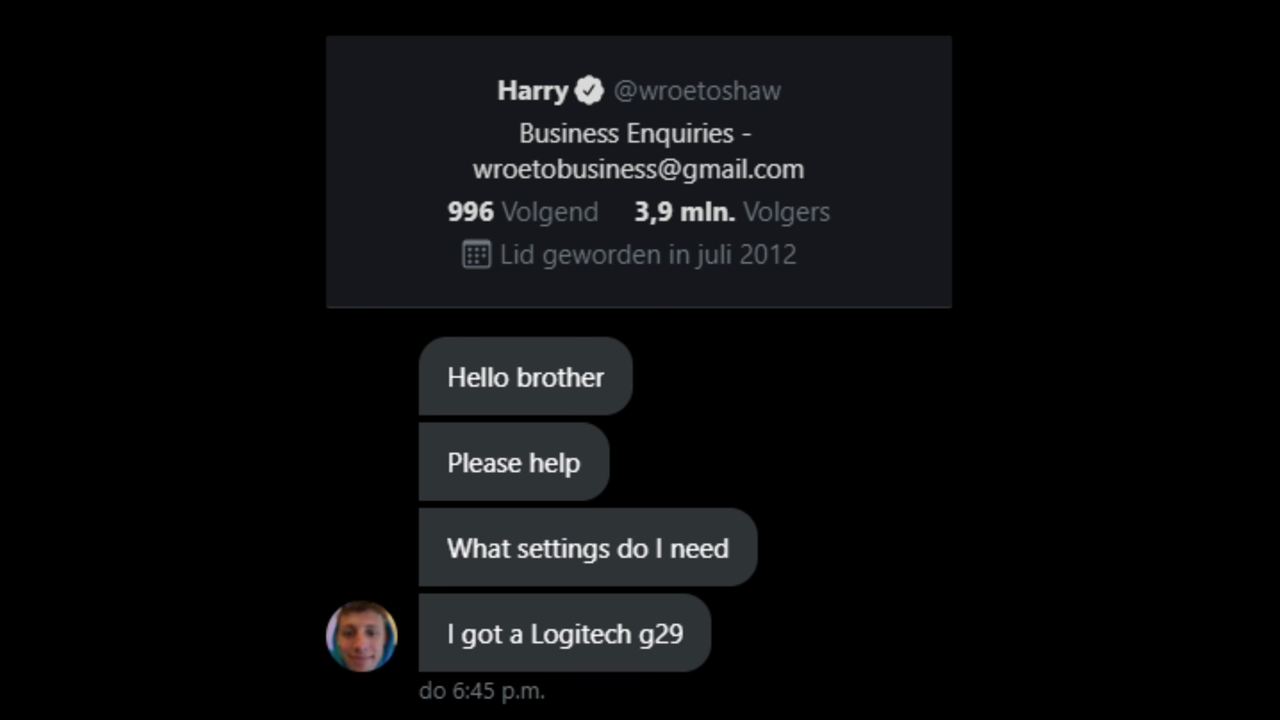 Harry @wroetoshaw
Business Enquiries -
wroetobusiness@gmail.com
996 Volgend 3,9 mln. Volgers
Lid geworden in juli 2012
Hello brother
Please help
What settings do I need
I got a Logitech g29
do 6:45 p.m.